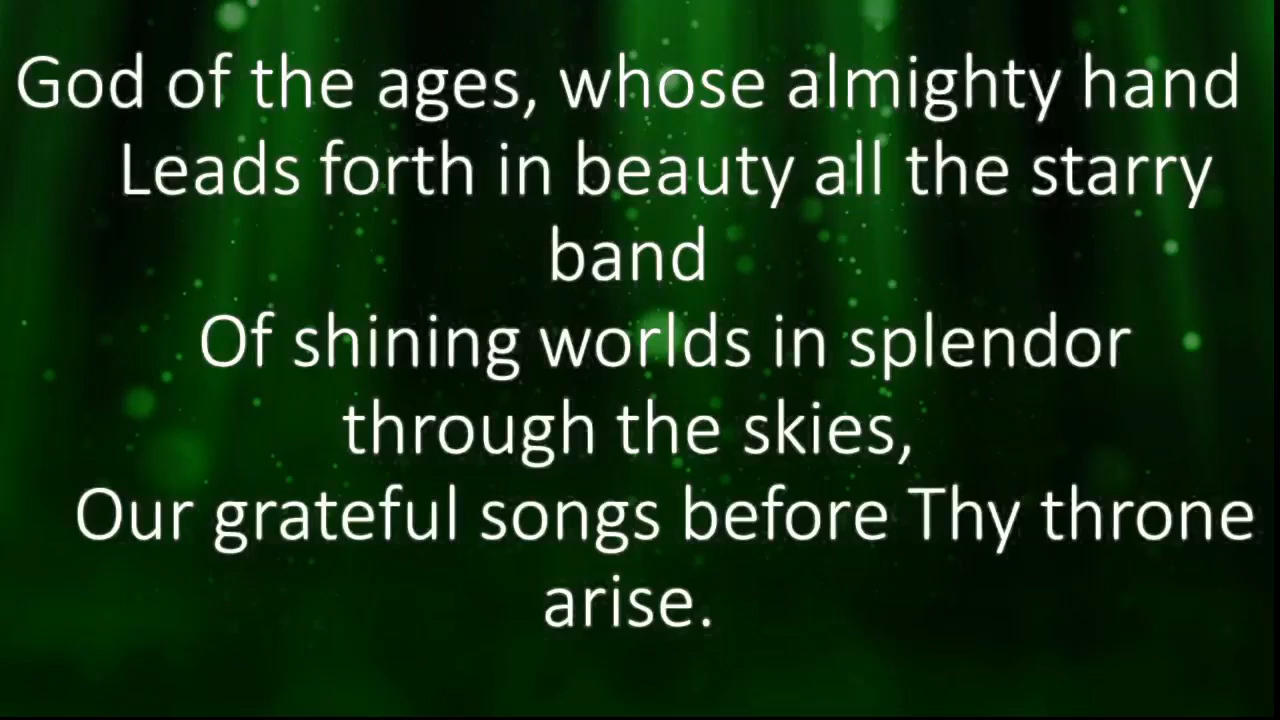 God of the ages, whose almighty hand
Leads forth in beauty all the starry
band
Of shining worlds in splendor
through the skies,
Our grateful songs before Thy throne
arise.